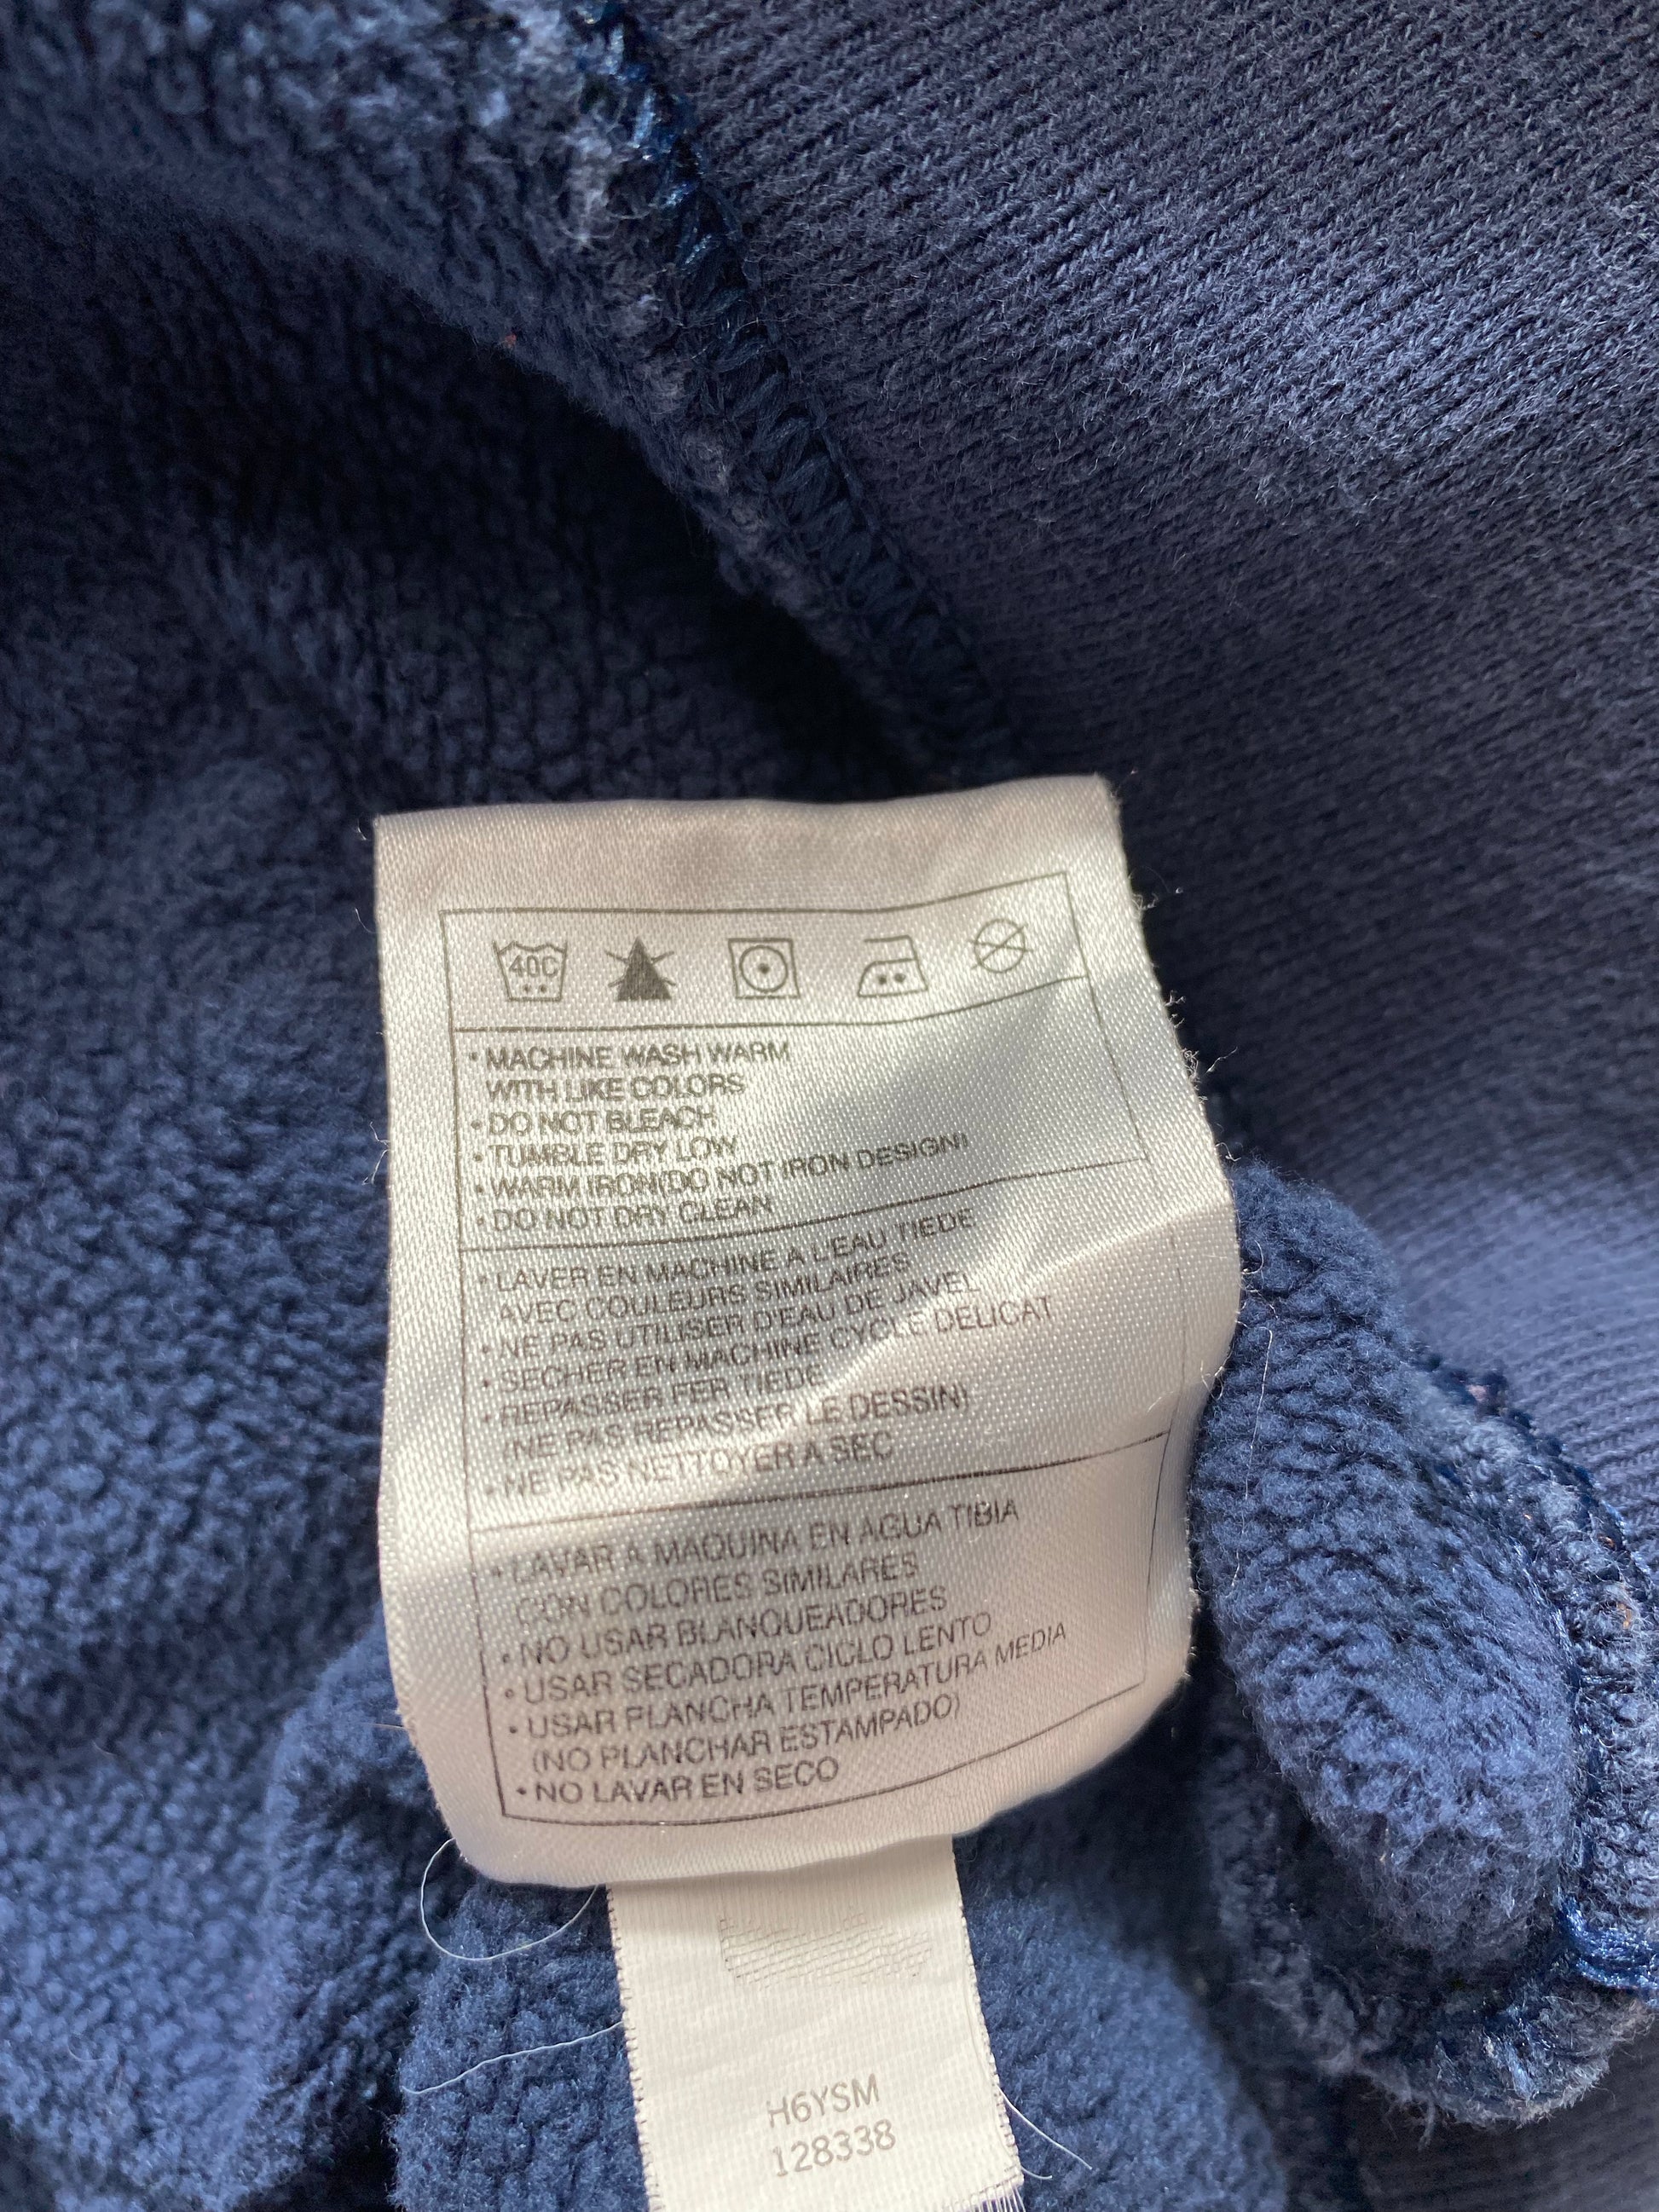 40C
• MACHINE WASH WARM
WITH LIKE COLORS
• DO NOT BLEACH
• TUMBLE DRY LOW
• WARM IRON(DO NOT IRON DESIGN)
• DO NOT DRY CLEAN
• LAVER EN MACHINE A L'EAU TIEDE
AVEC COULEURS SIMILAIRES
• NE PAS UTILISER D'EAU DE JAVEL
• SECHER EN MACHINE CYCLE DELICAT
• REPASSER FER TIEDE
(NE PAS REPASSER LE DESSIN)
• NE PAS NETTOYER A SEC
• LAVAR A MAQUINA EN AGUA TIBIA
CON COLORES SIMILARES
• NO USAR BLANQUEADORES
• USAR SECADORA CICLO LENTO
• USAR PLANCHA TEMPERATURA MEDIA
(NO PLANCHAR ESTAMPADO)
• NO LAVAR EN SECO
H6YSM
128338